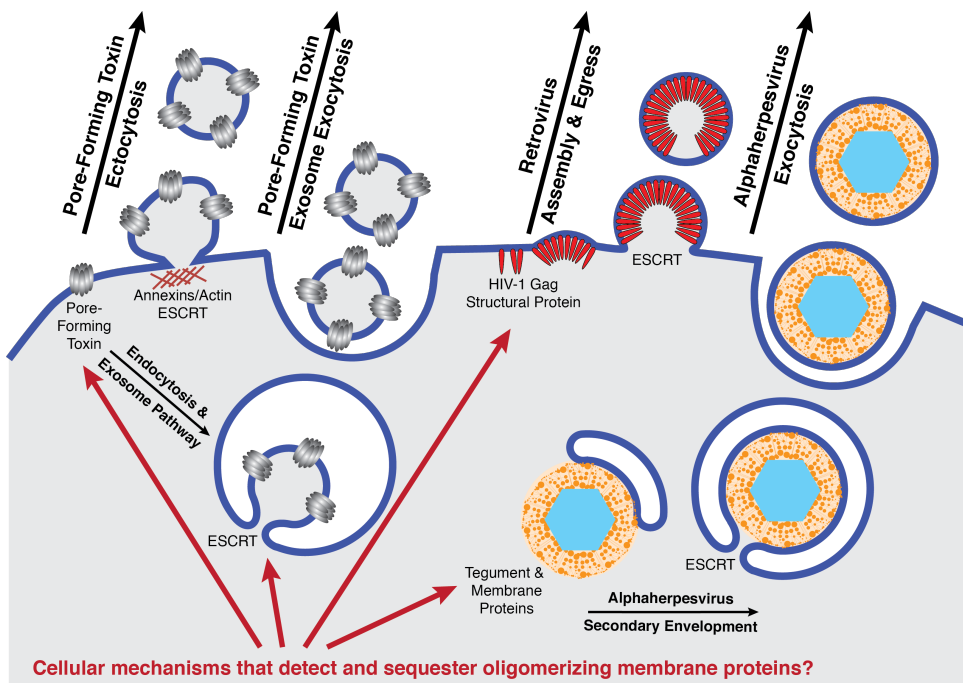 Pore-Forming Toxin
Ectocytosis
Pore-Forming Toxin
Exosome Exocytosis
Retrovirus
Assembly & Egress
Alphaherpesvirus
Exocytosis
Pore-
Forming
Toxin
Annexins/Actin
ESCRT
HIV-1 Gag
Structural Protein
ESCRT
Endocytosis &
Exosome Pathway
ESCRT
Tegument &
Membrane
Proteins
ESCRT
Alphaherpesvirus
Secondary Envelopment
Cellular mechanisms that detect and sequester oligomerizing membrane proteins?